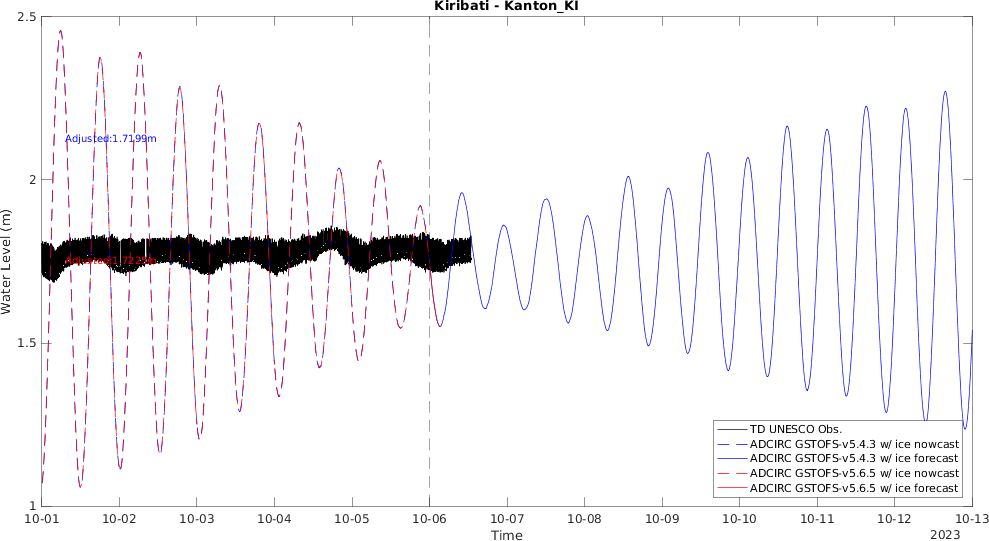 Kiribati - Kanton_KI
Water Level (m)
2.5
2
1.5
1
Adjusted:1.7199m
TD UNESCO Obs.
ADCIRC GSTOFS-v5.4.3 w/ ice nowcast
ADCIRC GSTOFS-v5.4.3 w/ ice forecast
ADCIRC GSTOFS-v5.6.5 w/ ice nowcast
ADCIRC GSTOFS-v5.6.5 w/ ice forecast
10-01 10-02 10-03 10-04 10-05 10-06 10-07 10-08 10-09 10-10 10-11 10-12 10-13
Time
2023